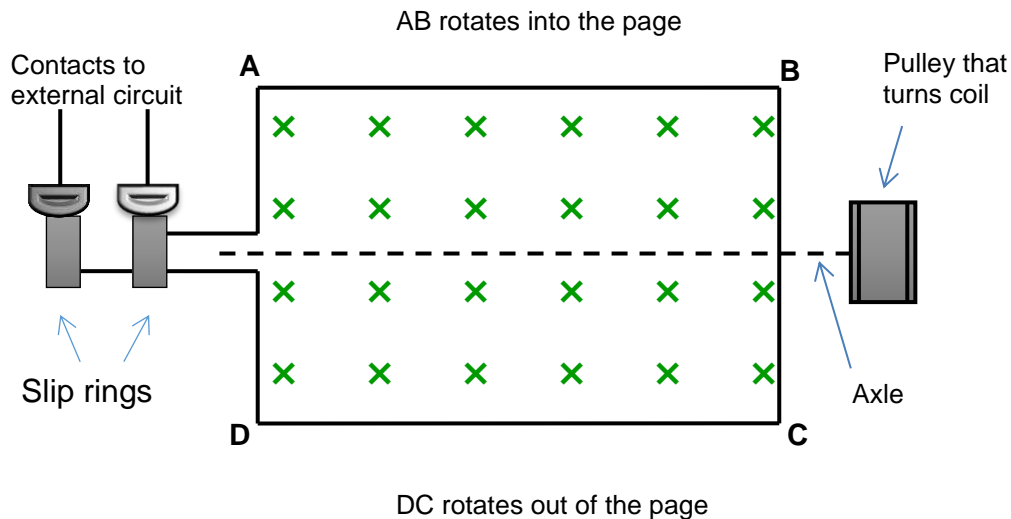 AB rotates into the page
Contacts to
external circuit
A
B
Pulley that
turns coil
Slip rings
Axle
D
C
DC rotates out of the page